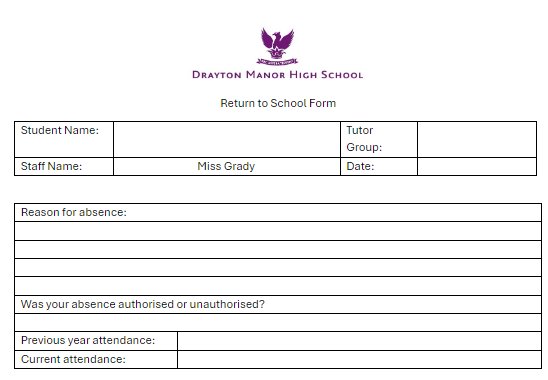 DRAYTON MANOR HIGH SCHOOL
Return to School Form
Student Name:
Tutor
Group:
Staff Name:
Miss Grady
Date:
Reason for absence:
Was your absence authorised or unauthorised?
Previous year attendance:
Current attendance: